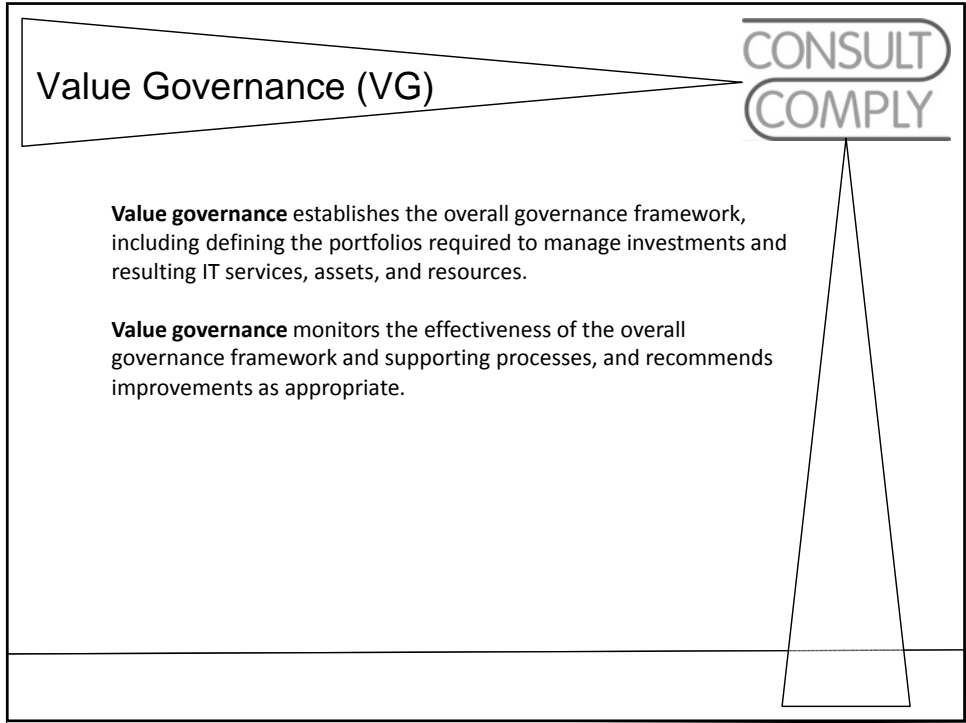 Value Governance (VG)
CONSULT
COMPLY
Value governance establishes the overall governance framework,
including defining the portfolios required to manage investments and
resulting IT services, assets, and resources.
Value governance monitors the effectiveness of the overall
governance framework and supporting processes, and recommends
improvements as appropriate.